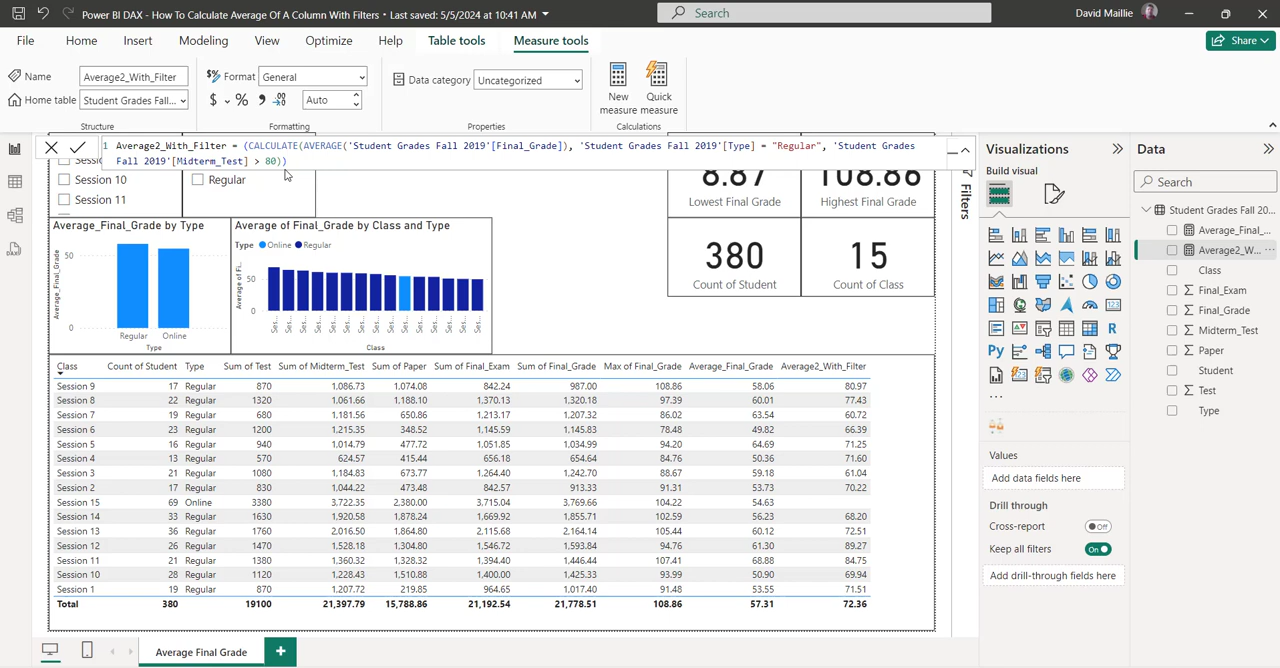 Power BI DAX - How To Calculate Average Of A Column With Filters • Last saved: 5/5/2024 at 10:41 AM
Search
David Maillie
File Home Insert Modeling View Optimize Help Table tools Measure tools
Share
Name Average2_With_Filter
Format General
Data category Uncategorized
New measure
Quick measure
Home table Student Grades Fall...
$ % Auto
Structure Formatting Properties Calculations
1 Average2_With_Filter = (CALCULATE(AVERAGE('Student Grades Fall 2019'[Final_Grade]), 'Student Grades Fall 2019'[Type] = "Regular", 'Student Grades
Fall 2019'[Midterm_Test] > 80))
Session 10
Session 11
Regular
8.87
Lowest Final Grade
108.86
Highest Final Grade
380
Count of Student
15
Count of Class
Average_Final_Grade by Type
Average_Final_Grade
50
0
Regular Online
Type
Average of Final_Grade by Class and Type
Type Online Regular
Average of Fi...
50
0
Ses... Ses... Ses... Ses... Ses... Ses... Ses... Ses... Ses... Ses... Ses... Ses... Ses... Ses... Ses...
Class
Class Count of Student Type Sum of Test Sum of Midterm_Test Sum of Paper Sum of Final_Exam Sum of Final_Grade Max of Final_Grade Average_Final_Grade Average2_With_Filter
Session 9 17 Regular 870 1,086.73 1,074.08 842.24 987.00 108.86 58.06 80.97
Session 8 22 Regular 1320 1,061.66 1,188.10 1,370.15 1,320.18 97.39 60.01 77.43
Session 7 19 Regular 680 1,181.56 650.86 1,213.17 1,207.32 86.02 63.54 60.72
Session 6 23 Regular 1200 1,215.35 348.52 1,145.59 1,145.83 78.48 49.82 66.39
Session 5 16 Regular 940 1,014.79 477.72 1,051.85 1,034.99 94.20 64.69 71.25
Session 4 13 Regular 570 624.57 415.44 656.18 654.64 84.76 50.36 71.60
Session 3 21 Regular 1080 1,184.83 673.77 1,264.40 1,242.70 88.67 59.18 61.04
Session 2 17 Regular 830 1,044.22 473.48 842.57 913.33 91.31 53.73 70.22
Session 15 69 Online 3380 3,722.35 2,380.00 3,715.04 3,769.66 104.22 54.63
Session 14 33 Regular 1630 1,920.58 1,878.24 1,669.92 1,855.71 102.59 56.23 68.20
Session 13 36 Regular 1760 2,016.50 1,864.80 2,115.68 2,164.14 105.44 60.12 72.51
Session 12 26 Regular 1470 1,528.18 1,304.80 1,546.72 1,593.84 94.76 61.30 89.27
Session 11 21 Regular 1380 1,360.32 1,328.32 1,394.40 1,446.44 107.41 68.88 84.75
Session 10 28 Regular 1120 1,228.43 1,510.88 1,400.00 1,425.33 93.99 50.90 69.94
Session 1 19 Regular 870 1,207.72 219.85 964.65 1,017.40 91.48 53.55 71.51
Total 380 19100 21,397.79 15,788.86 21,192.54 21,778.51 108.86 57.31 72.36
Filters
Visualizations
Build visual
R
Py
...
Values
Add data fields here
Drill through
Cross-report Off
Keep all filters On
Add drill-through fields here
Data
Search
Student Grades Fall 20...
Average_Final_...
Average2_W...
Class
Final_Exam
Final_Grade
Midterm_Test
Paper
Student
Test
Type
Average Final Grade